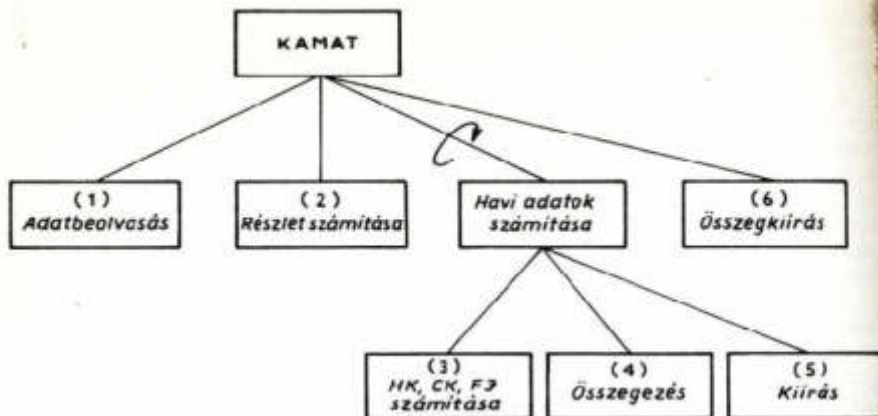 KAMAT
(1)
Adatbeolvasás
(2)
Részlet számítása
Havi adatok
számítása
(6)
Összegkiírás
(3)
HK, CK, FJ
számítása
(4)
Összegezés
(5)
Kiírás